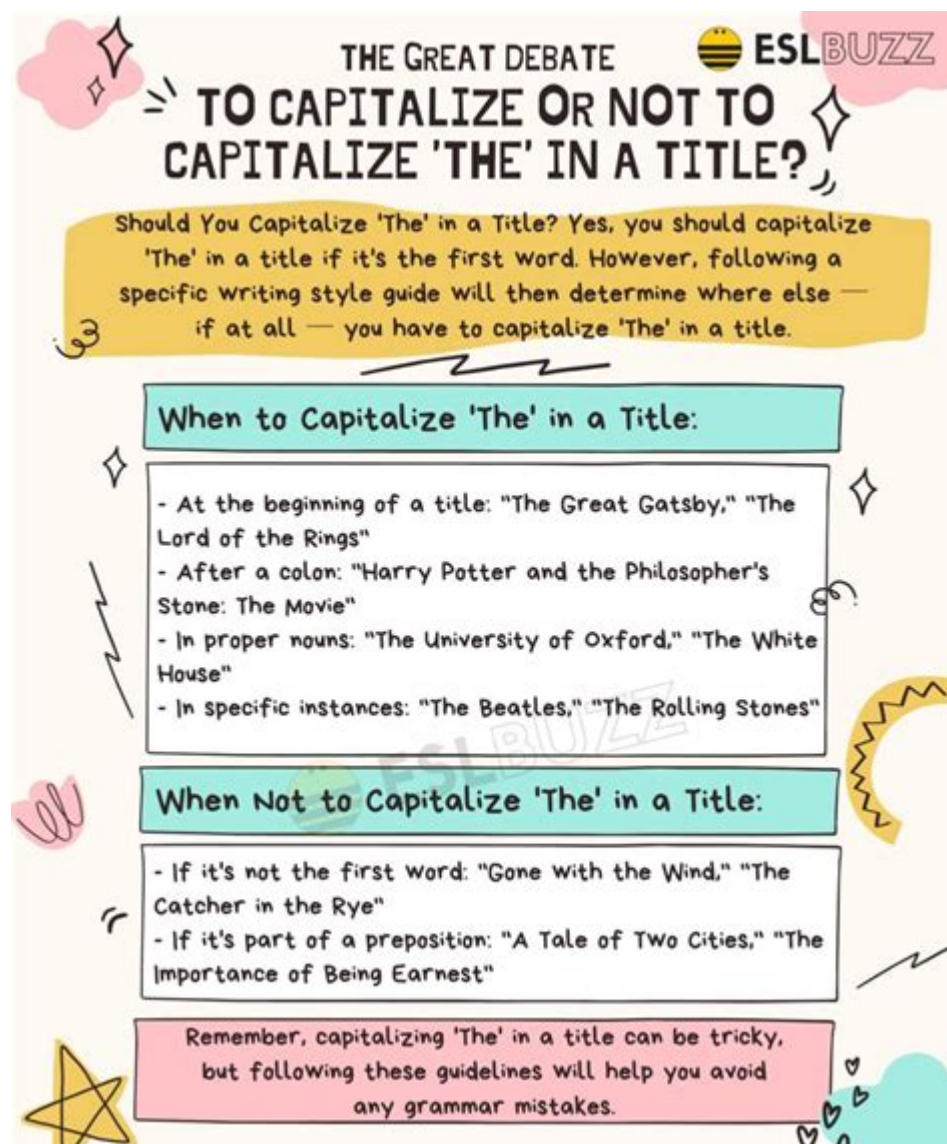 ESLBUZZ
THE GREAT DEBATE
TO CAPITALIZE OR NOT TO
CAPITALIZE 'THE' IN A TITLE?
Should You Capitalize 'The' in a Title? Yes, you should capitalize
'The' in a title if it's the first word. However, following a
specific writing style guide will then determine where else —
if at all — you have to capitalize 'The' in a title.
When to Capitalize 'The' in a Title:
- At the beginning of a title: "The Great Gatsby," "The
Lord of the Rings"
- After a colon: "Harry Potter and the Philosopher's
Stone: The Movie"
- In proper nouns: "The University of Oxford," "The White
House"
- In specific instances: "The Beatles," "The Rolling Stones"
ESLBUZZ
When Not to Capitalize 'The' in a Title:
- If it's not the first word: "Gone with the Wind," "The
Catcher in the Rye"
- If it's part of a preposition: "A Tale of Two Cities," "The
Importance of Being Earnest"
Remember, capitalizing 'The' in a title can be tricky,
but following these guidelines will help you avoid
any grammar mistakes.